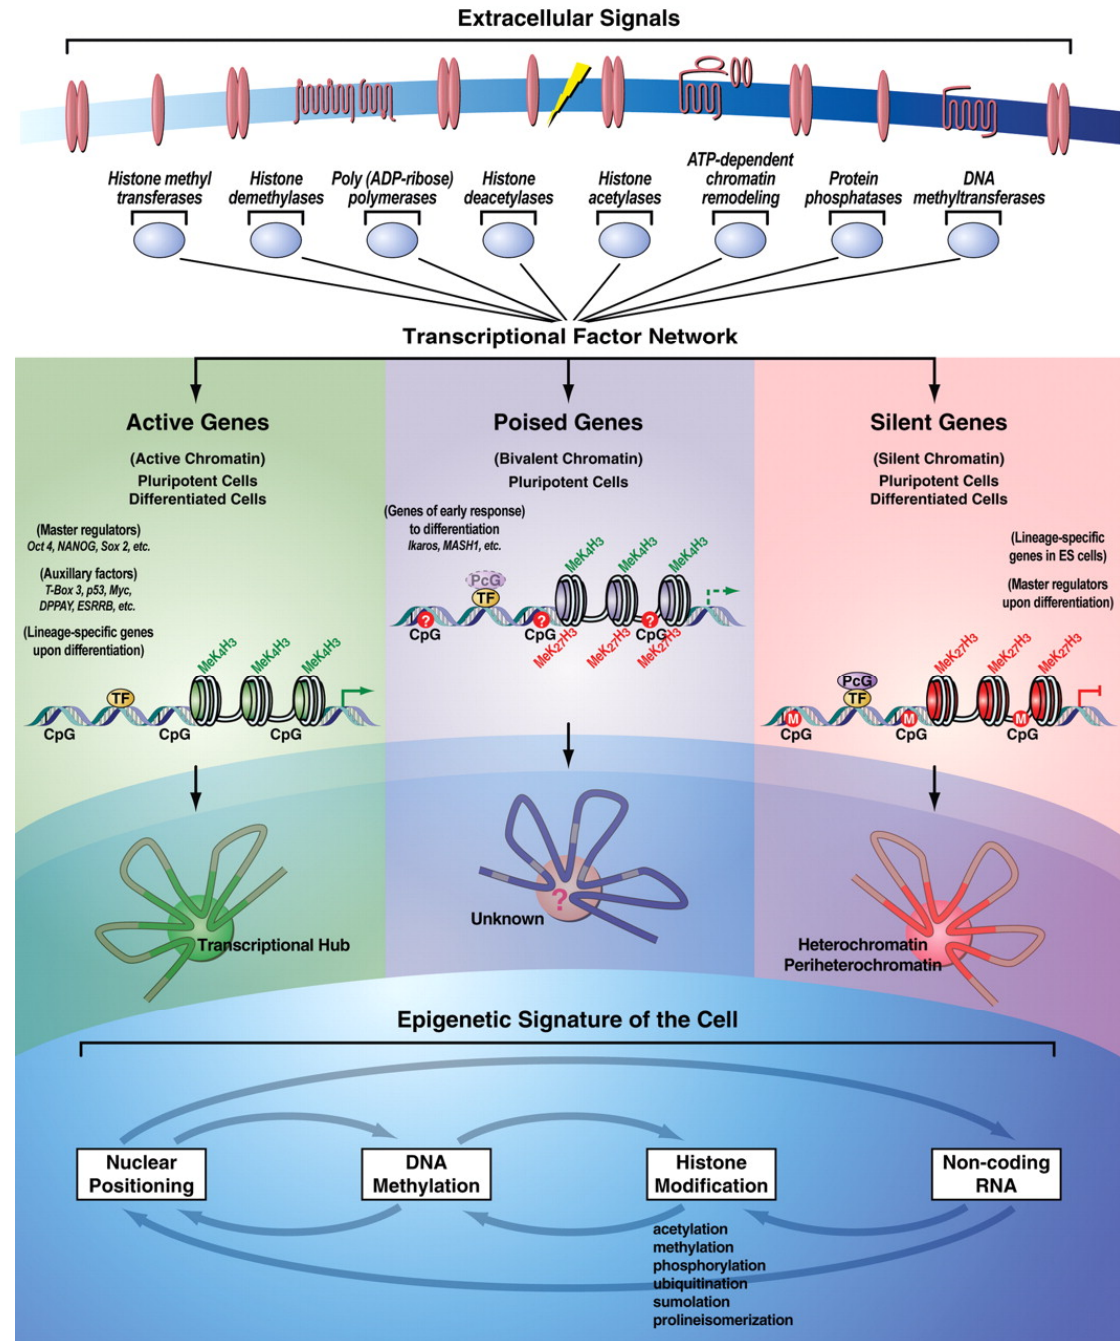 Extracellular Signals
Histone methyl
transferases
Histone
demethylases
Poly (ADP-ribose)
polymerases
Histone
deacetylases
Histone
acetylases
ATP-dependent
chromatin
remodeling
Protein
phosphatases
DNA
methyltransferases
Transcriptional Factor Network
Active Genes
(Active Chromatin)
Pluripotent Cells
Differentiated Cells
(Master regulators)
Oct 4, NANOG, Sox 2, etc.
(Auxillary factors)
T-Box 3, p53, Myc,
DPPAY, ESRRB, etc.
(Lineage-specific genes
upon differentiation)
MeK4H3
MeK4H3
MeK4H3
TF
CpG
CpG
CpG
Transcriptional Hub
Poised Genes
(Bivalent Chromatin)
Pluripotent Cells
(Genes of early response)
to differentiation
Ikaros, MASH1, etc.
MeK4H3
MeK4H3
MeK4H3
PcG
TF
?
?
?
CpG
CpG
CpG
MeK27H3
MeK27H3
MeK27H3
?
Unknown
Silent Genes
(Silent Chromatin)
Pluripotent Cells
Differentiated Cells
(Lineage-specific
genes in ES cells)
(Master regulators
upon differentiation)
MeK27H3
MeK27H3
MeK27H3
PcG
TF
M
M
M
CpG
CpG
CpG
Heterochromatin
Periheterochromatin
Epigenetic Signature of the Cell
Nuclear
Positioning
DNA
Methylation
Histone
Modification
Non-coding
RNA
acetylation
methylation
phosphorylation
ubiquitination
sumolation
prolineisomerization